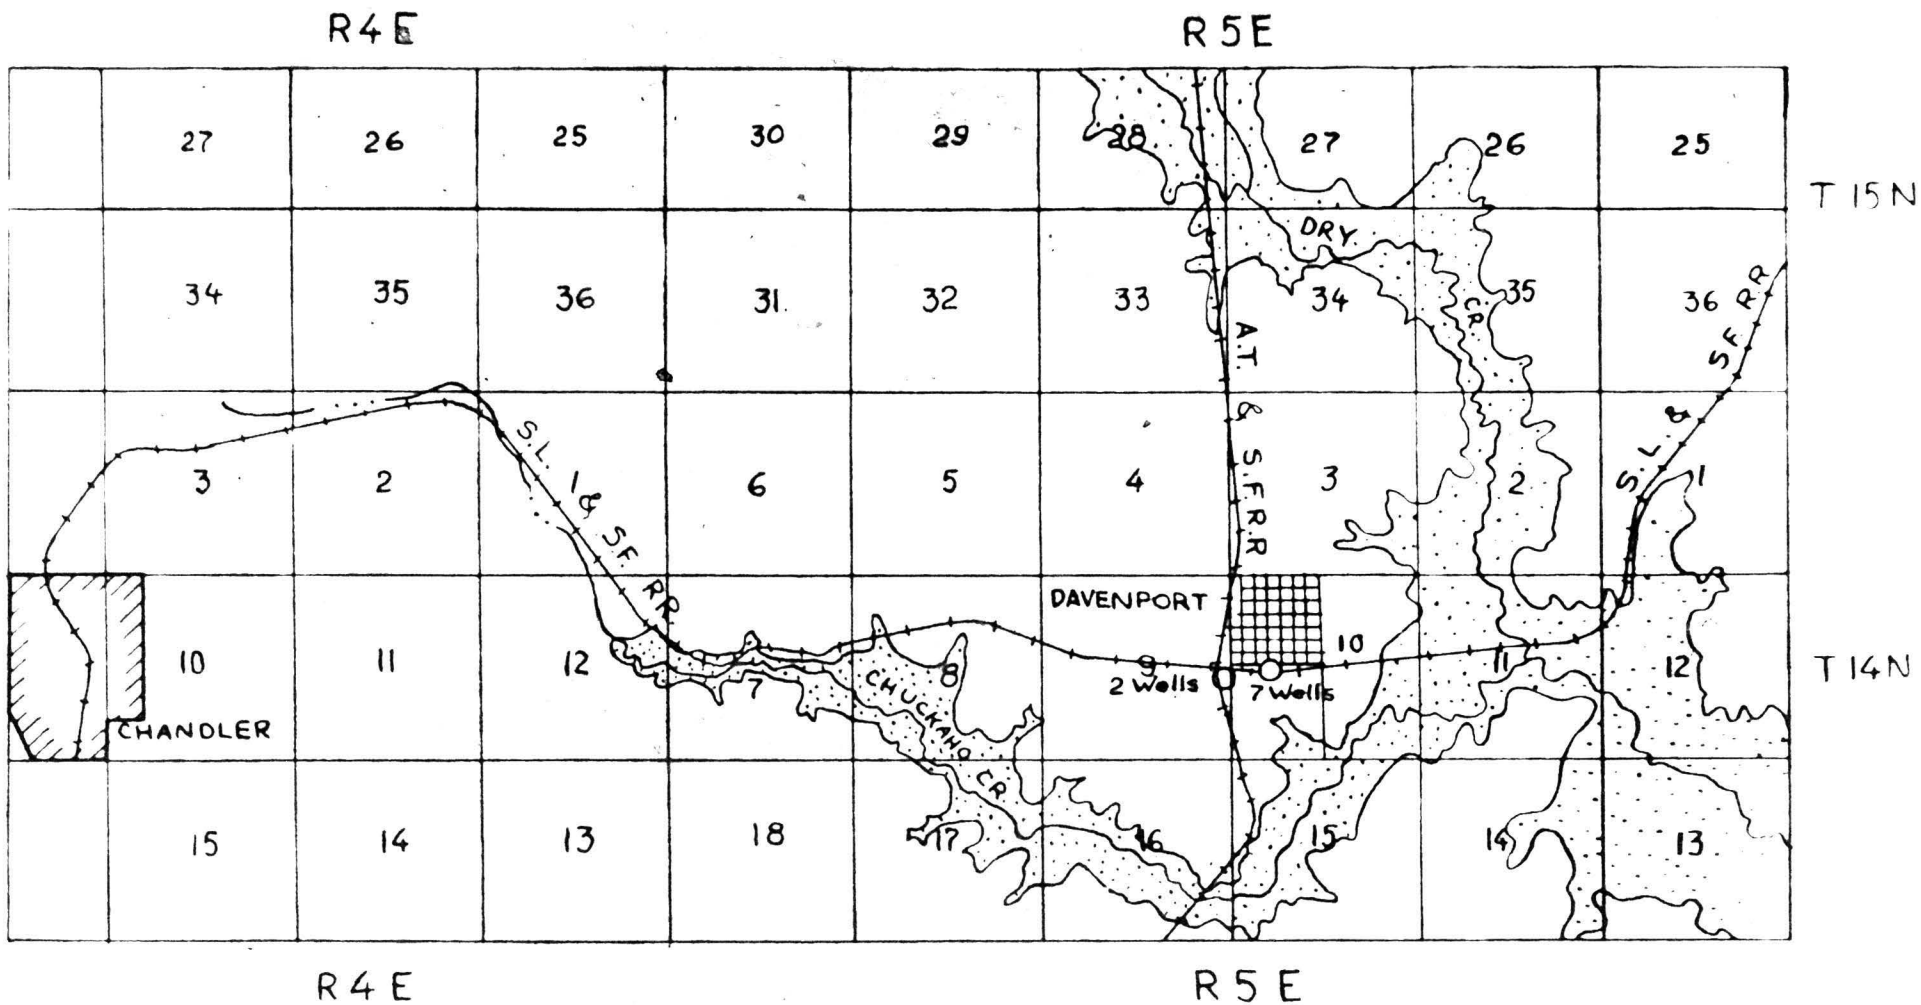 R4E R5E
27 26 25 30 29 28 27 26 25
T 15 N
DRY
34 35 36 31 32 33 34 35 36
CR
A.T. & S.F.R.R
S.L. & SF RR
3 2 1 6 5 4 3 2 1
S.L. & SF. RR.
DAVENPORT
10 11 12 7 8 9 10 11 12
T 14 N
2 Wells 7 Wells
CHUCKAHO CR
CHANDLER
15 14 13 18 17 16 15 14 13
R4E R5E